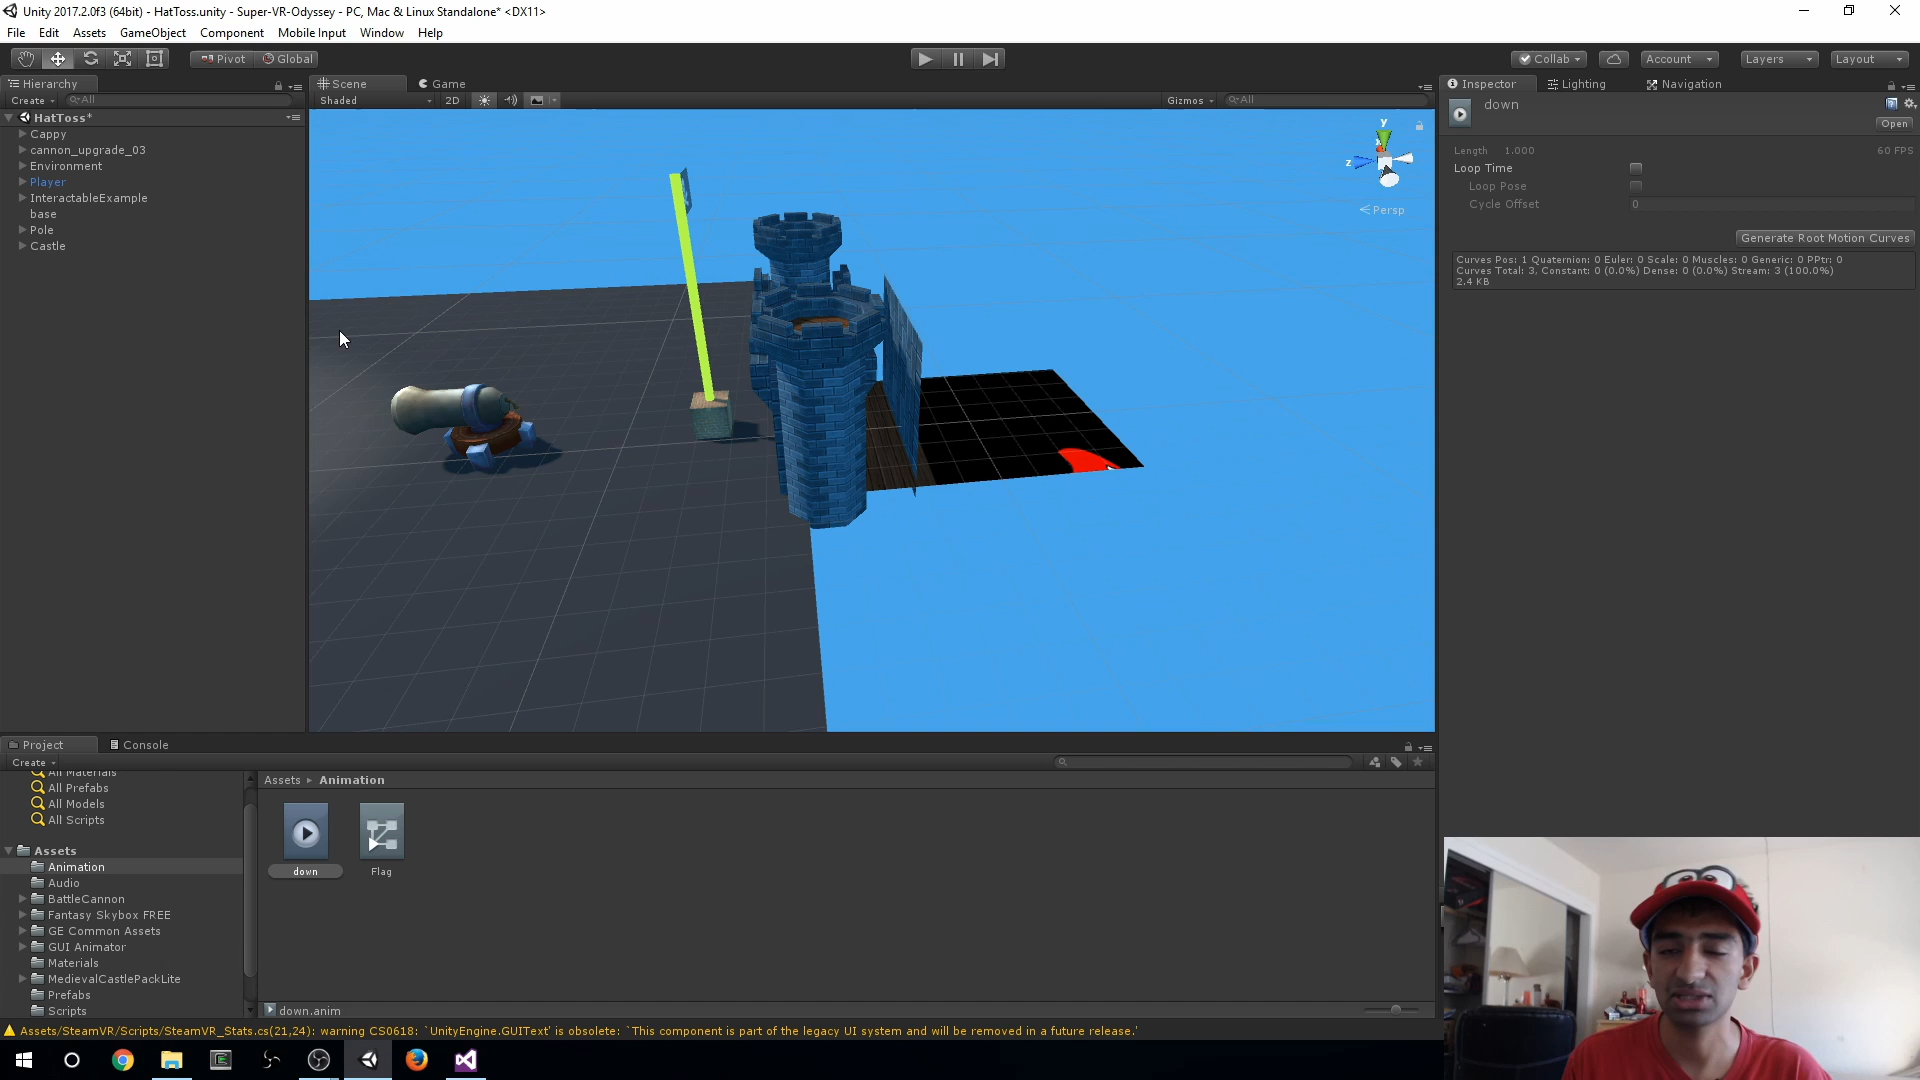 Unity 2017.2.0f3 (64bit) - HatToss.unity - Super-VR-Odyssey - PC, Mac & Linux Standalone* <DX11>
File Edit Assets GameObject Component Mobile Input Window Help
Pivot Global Collab Account Layers Layout
Hierarchy
Create All
HatToss*
Cappy
cannon_upgrade_03
Environment
Player
InteractableExample
base
Pole
Castle
Scene Game
Shaded 2D Gizmos All
y
z
Persp
Inspector Lighting Navigation
down
Open
Length 1.000 60 FPS
Loop Time
Loop Pose
Cycle Offset 0
Generate Root Motion Curves
Curves Pos: 1 Quaternion: 0 Euler: 0 Scale: 0 Muscles: 0 Generic: 0 PPtr: 0
Curves Total: 3, Constant: 0 (0.0%) Dense: 0 (0.0%) Stream: 3 (100.0%)
2.4 KB
Project Console
Create
All Materials
All Prefabs
All Models
All Scripts
Assets
Animation
Audio
BattleCannon
Fantasy Skybox FREE
GE Common Assets
GUI Animator
Materials
MedievalCastlePackLite
Prefabs
Scripts
Assets Animation
down Flag
down.anim
Assets/SteamVR/Scripts/SteamVR_Stats.cs(21,24): warning CS0618: `UnityEngine.GUIText' is obsolete: `This component is part of the legacy UI system and will be removed in a future release.'